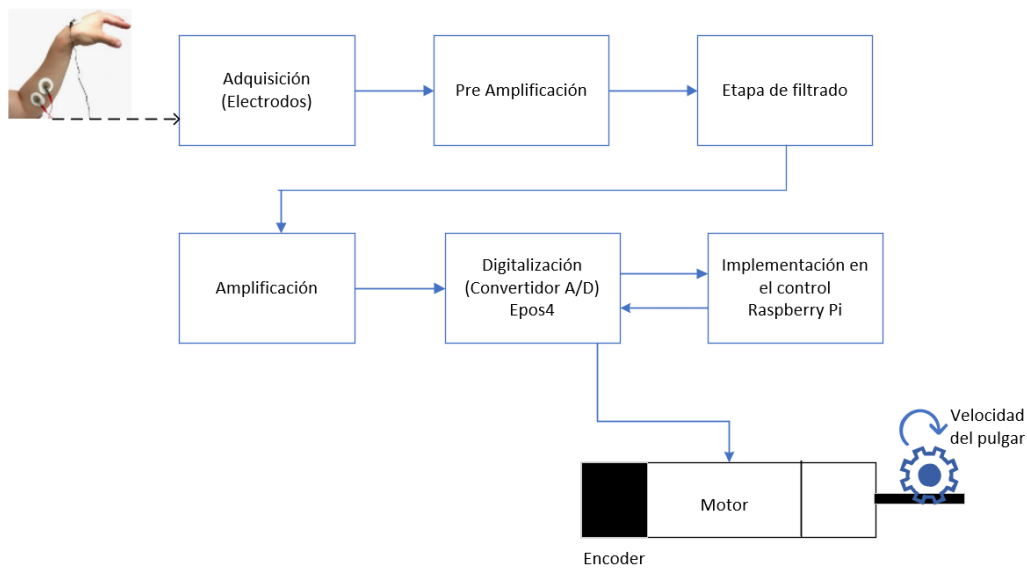 Adquisición
(Electrodos)
Pre Amplificación
Etapa de filtrado
Amplificación
Digitalización
(Convertidor A/D)
Epos4
Implementación en
el control
Raspberry Pi
Velocidad
del pulgar
Motor
Encoder